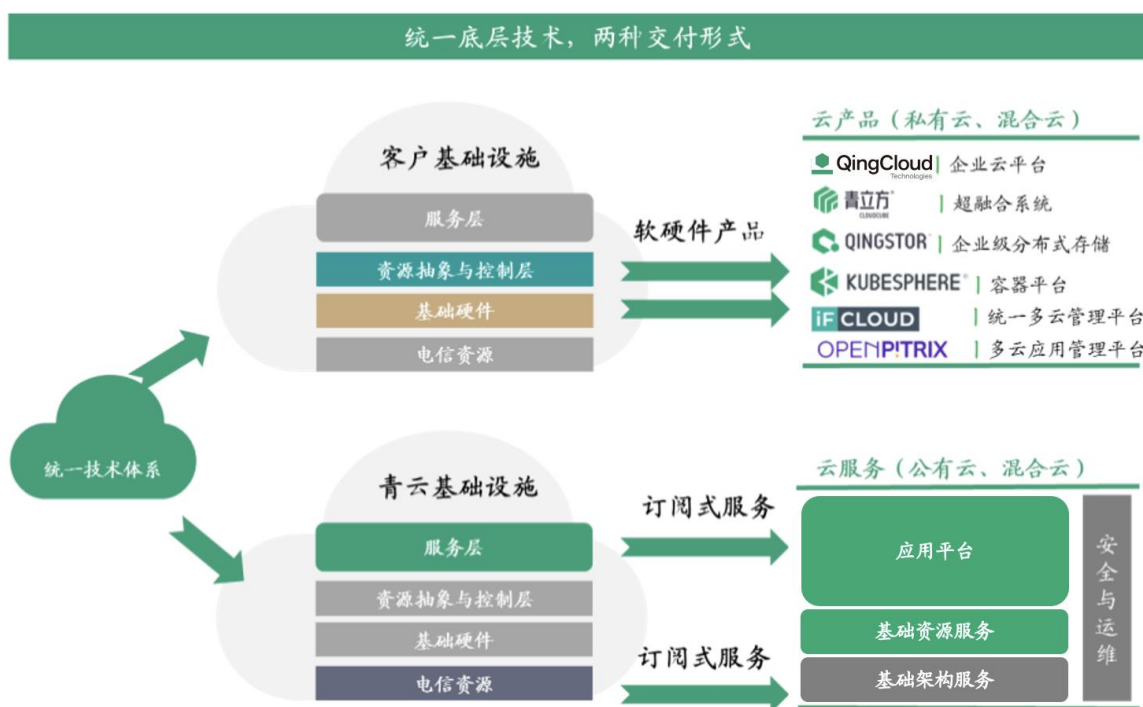 统一底层技术，两种交付形式
客户基础设施
服务层
资源抽象与控制层
基础硬件
电信资源
软硬件产品
云产品（私有云、混合云）
QingCloud | 企业云平台
Technologies
青立方® | 超融合系统
CLOUDCUBE
QINGSTOR® | 企业级分布式存储
KUBESPHERE® | 容器平台
iFCLOUD | 统一多云管理平台
OPENP!TRIX | 多云应用管理平台
统一技术体系
青云基础设施
服务层
资源抽象与控制层
基础硬件
电信资源
订阅式服务
订阅式服务
云服务（公有云、混合云）
应用平台
基础资源服务
基础架构服务
安全与运维